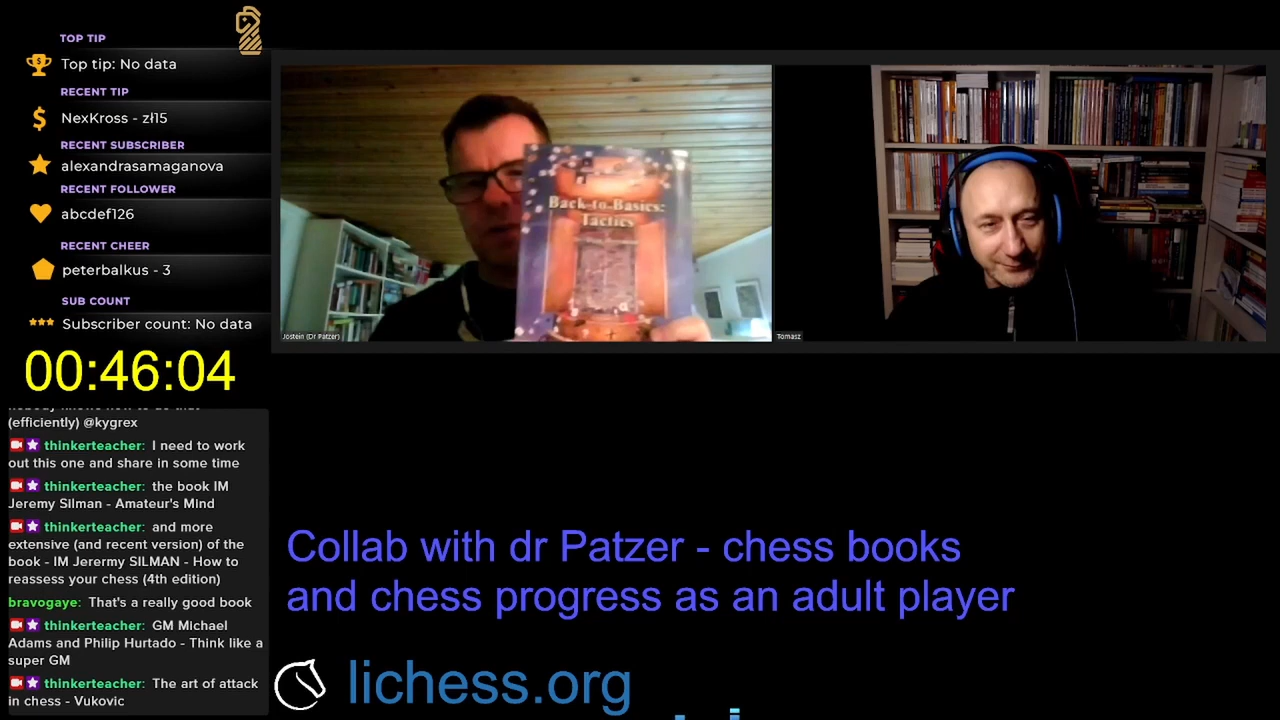 TOP TIP
Top tip: No data
RECENT TIP
NexKross - zł15
RECENT SUBSCRIBER
alexandrasamaganova
RECENT FOLLOWER
abcdef126
RECENT CHEER
peterbalkus - 3
SUB COUNT
Subscriber count: No data
00:46:04
(efficiently) @kygrex
thinkerteacher: I need to work
out this one and share in some time
thinkerteacher: the book IM
Jeremy Silman - Amateur's Mind
thinkerteacher: and more
extensive (and recent version) of the
book - IM Jerermy SILMAN - How to
reassess your chess (4th edition)
bravogaye: That's a really good book
thinkerteacher: GM Michael
Adams and Philip Hurtado - Think like a
super GM
thinkerteacher: The art of attack
in chess - Vukovic
Back to Basics:
Tactics
Jostein (Dr Patzer)
Tomasz
Collab with dr Patzer - chess books
and chess progress as an adult player
lichess.org